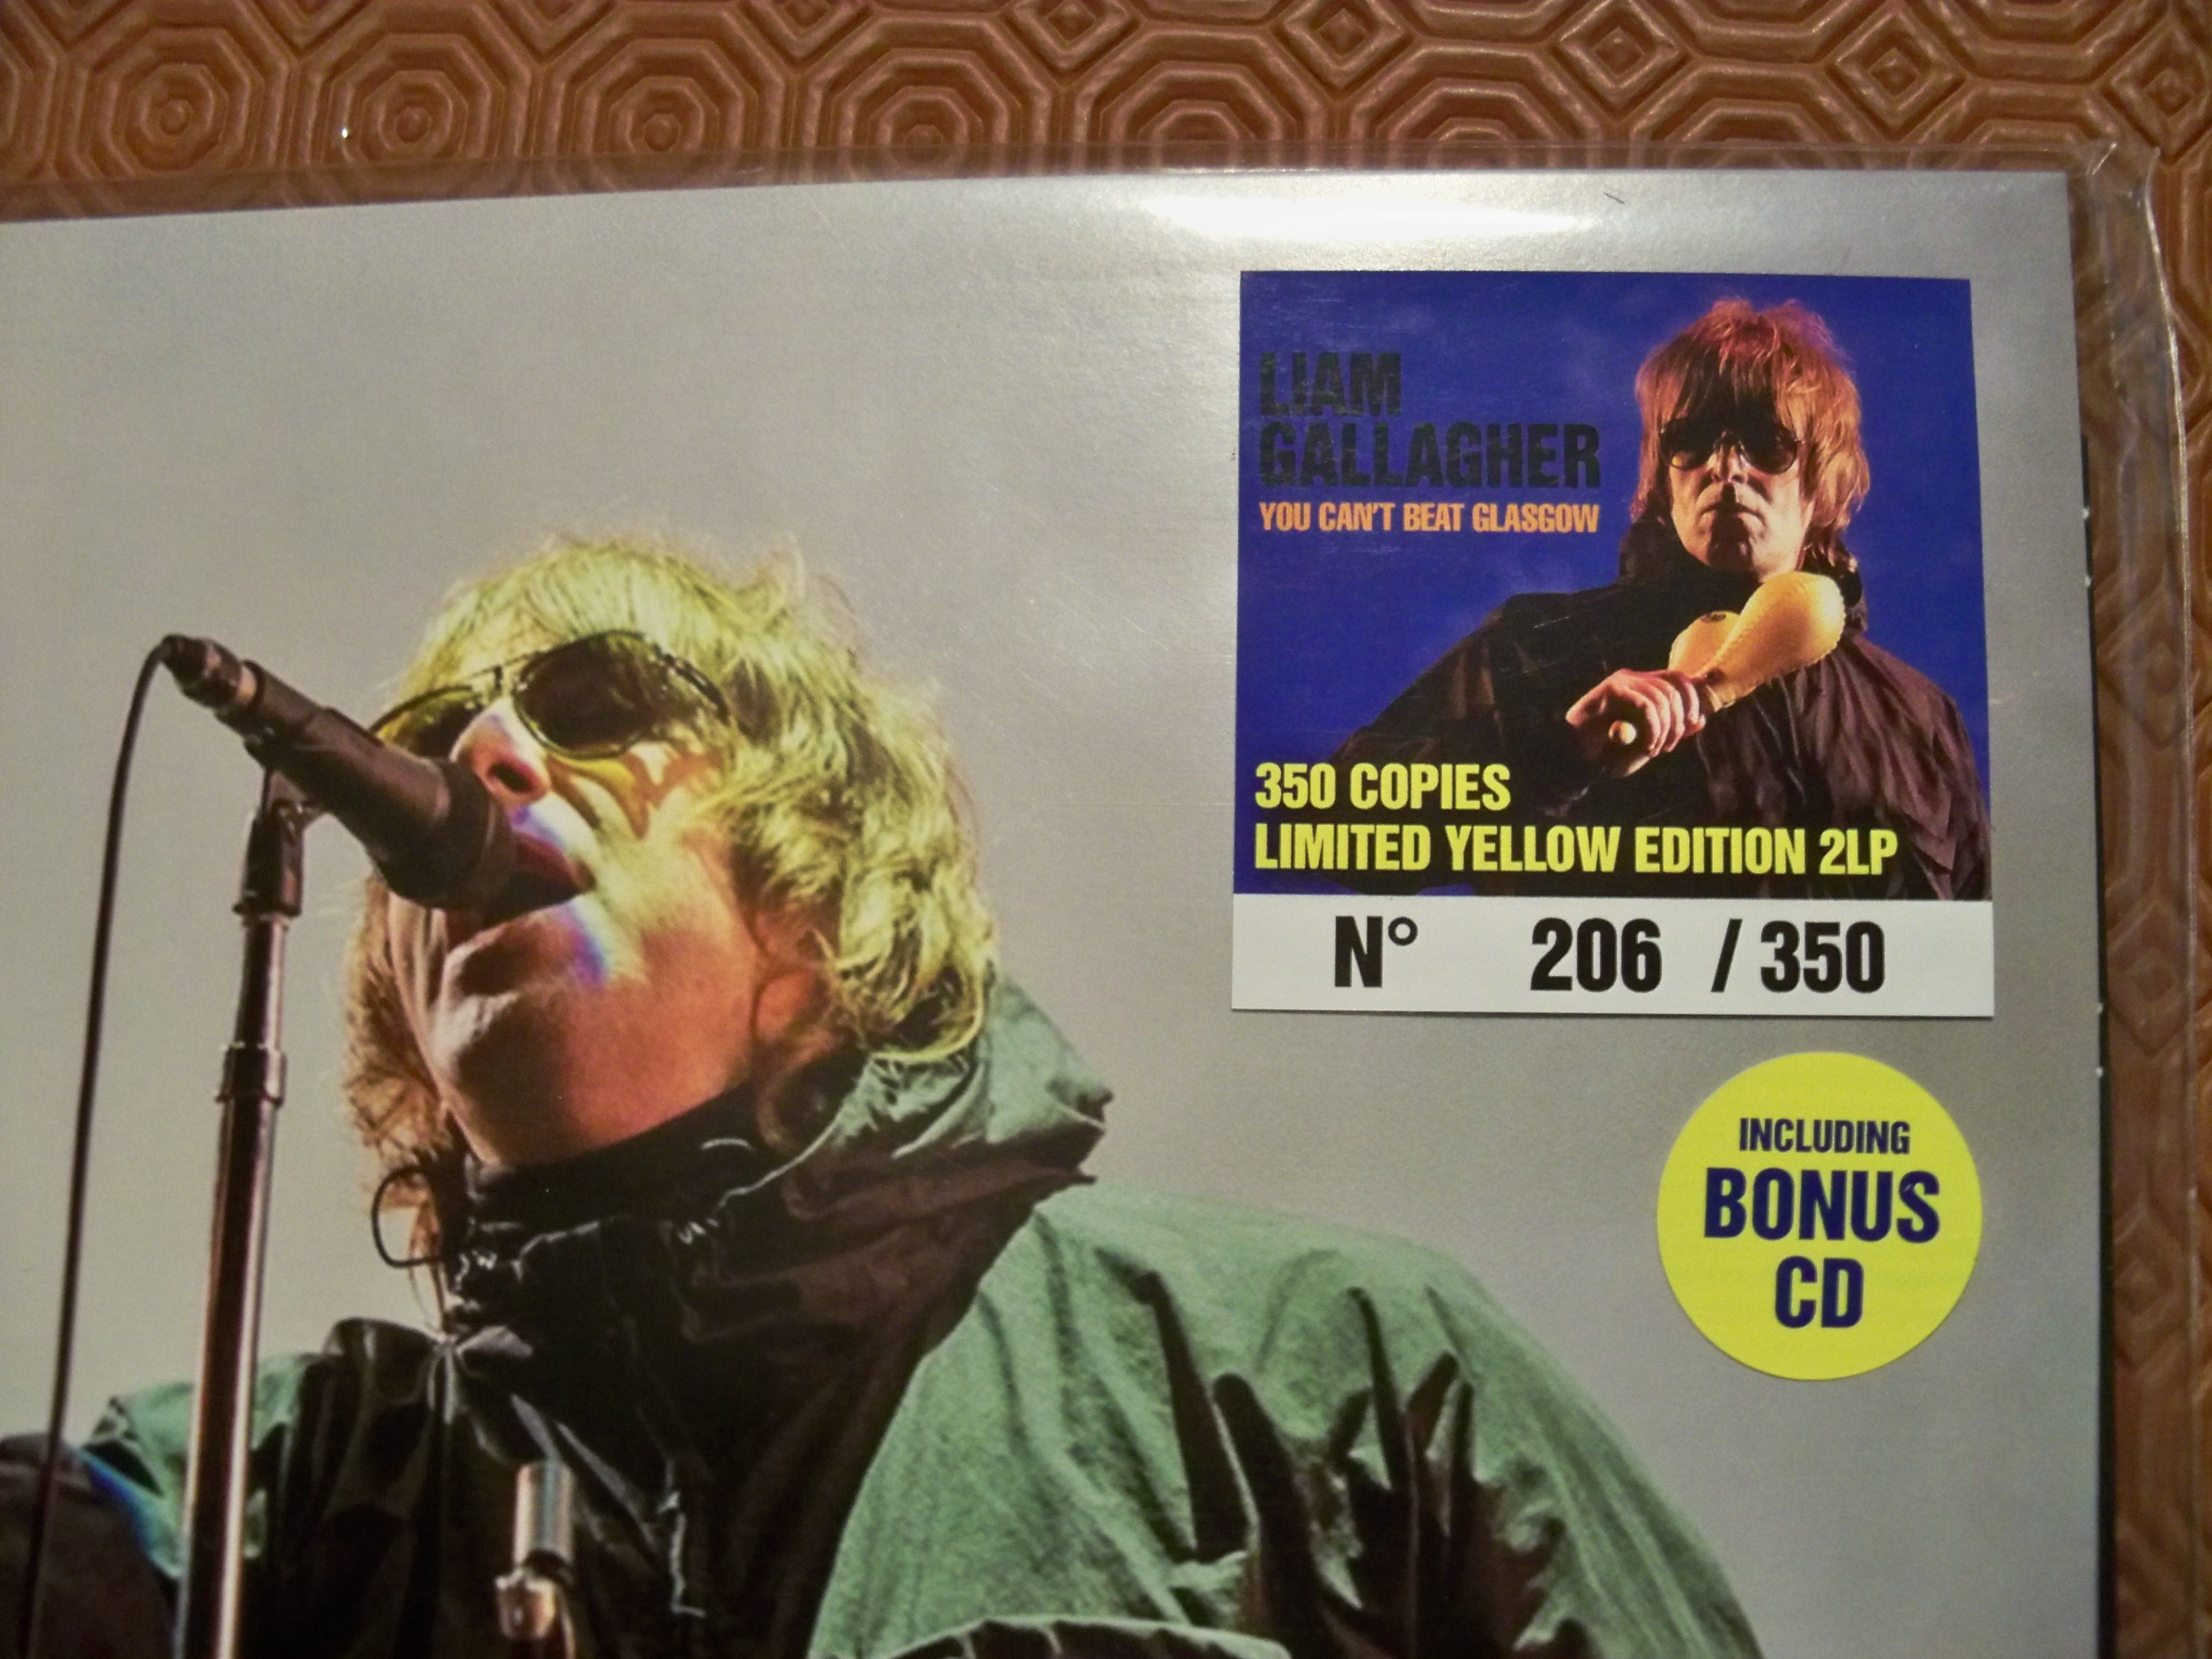 LIAM
GALLAGHER
YOU CAN'T BEAT GLASGOW
350 COPIES
LIMITED YELLOW EDITION 2LP
N° 206 / 350
INCLUDING
BONUS
CD